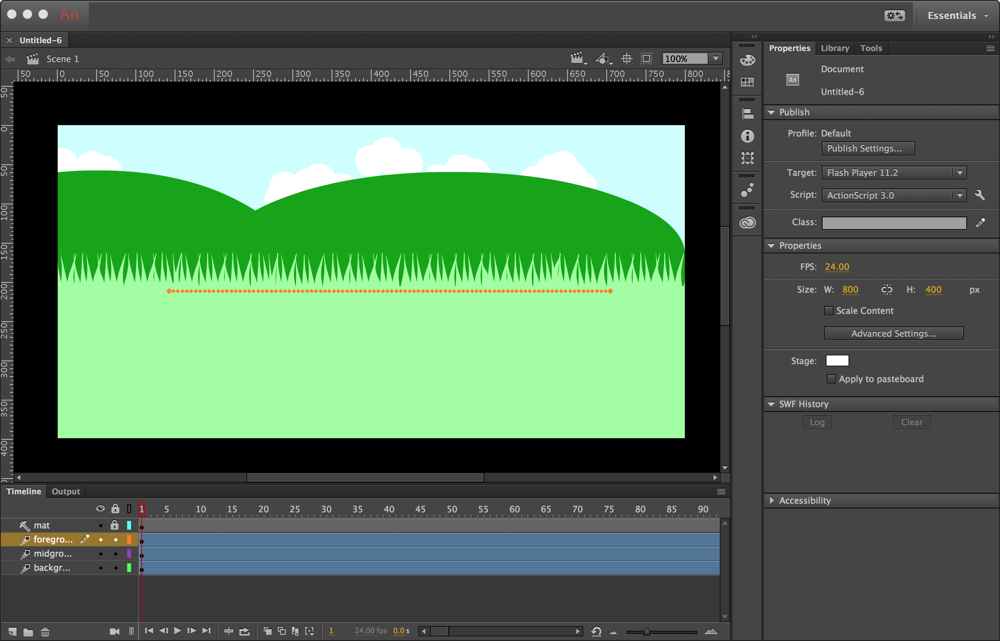 An
Essentials
Untitled-6
Scene 1
100%
50 0 50 100 150 200 250 300 350 400 450 500 550 600 650 700 750 800 8
50
0
50
100
150
200
250
300
350
400
Properties Library Tools
Document
An
Untitled-6
Publish
Profile: Default
Publish Settings...
Target: Flash Player 11.2
Script: ActionScript 3.0
Class:
Properties
FPS: 24.00
Size: W: 800 H: 400 px
Scale Content
Advanced Settings...
Stage:
Apply to pasteboard
SWF History
Log Clear
Accessibility
Timeline Output
1 5 10 15 20 25 30 35 40 45 50 55 60 65 70 75 80 85 90
mat
foregro...
midgro...
backgr...
1 24.00 fps 0.0 s